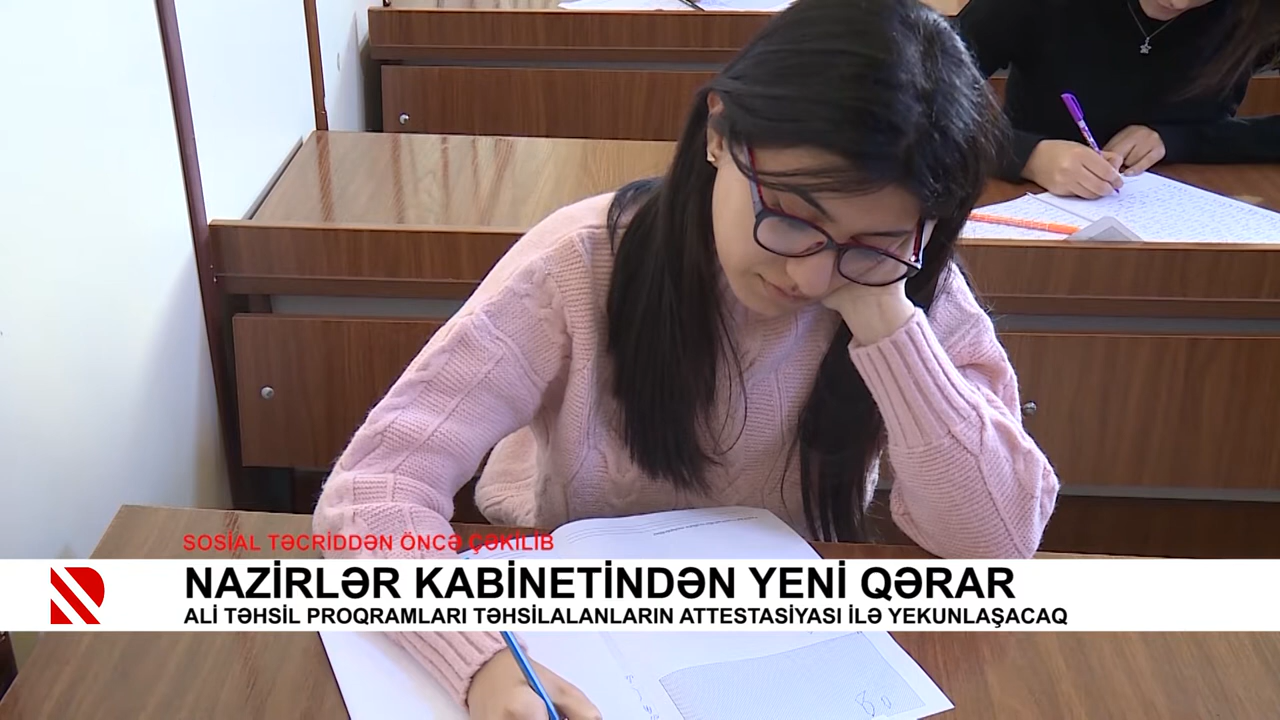 SOSİAL TƏCRİDDƏN ÖNCƏ ÇƏKİLİB
NAZİRLƏR KABİNETİNDƏN YENİ QƏRAR
ALİ TƏHSİL PROQRAMLARI TƏHSİLALANLARIN ATTESTASİYASI İLƏ YEKUNLAŞACAQ